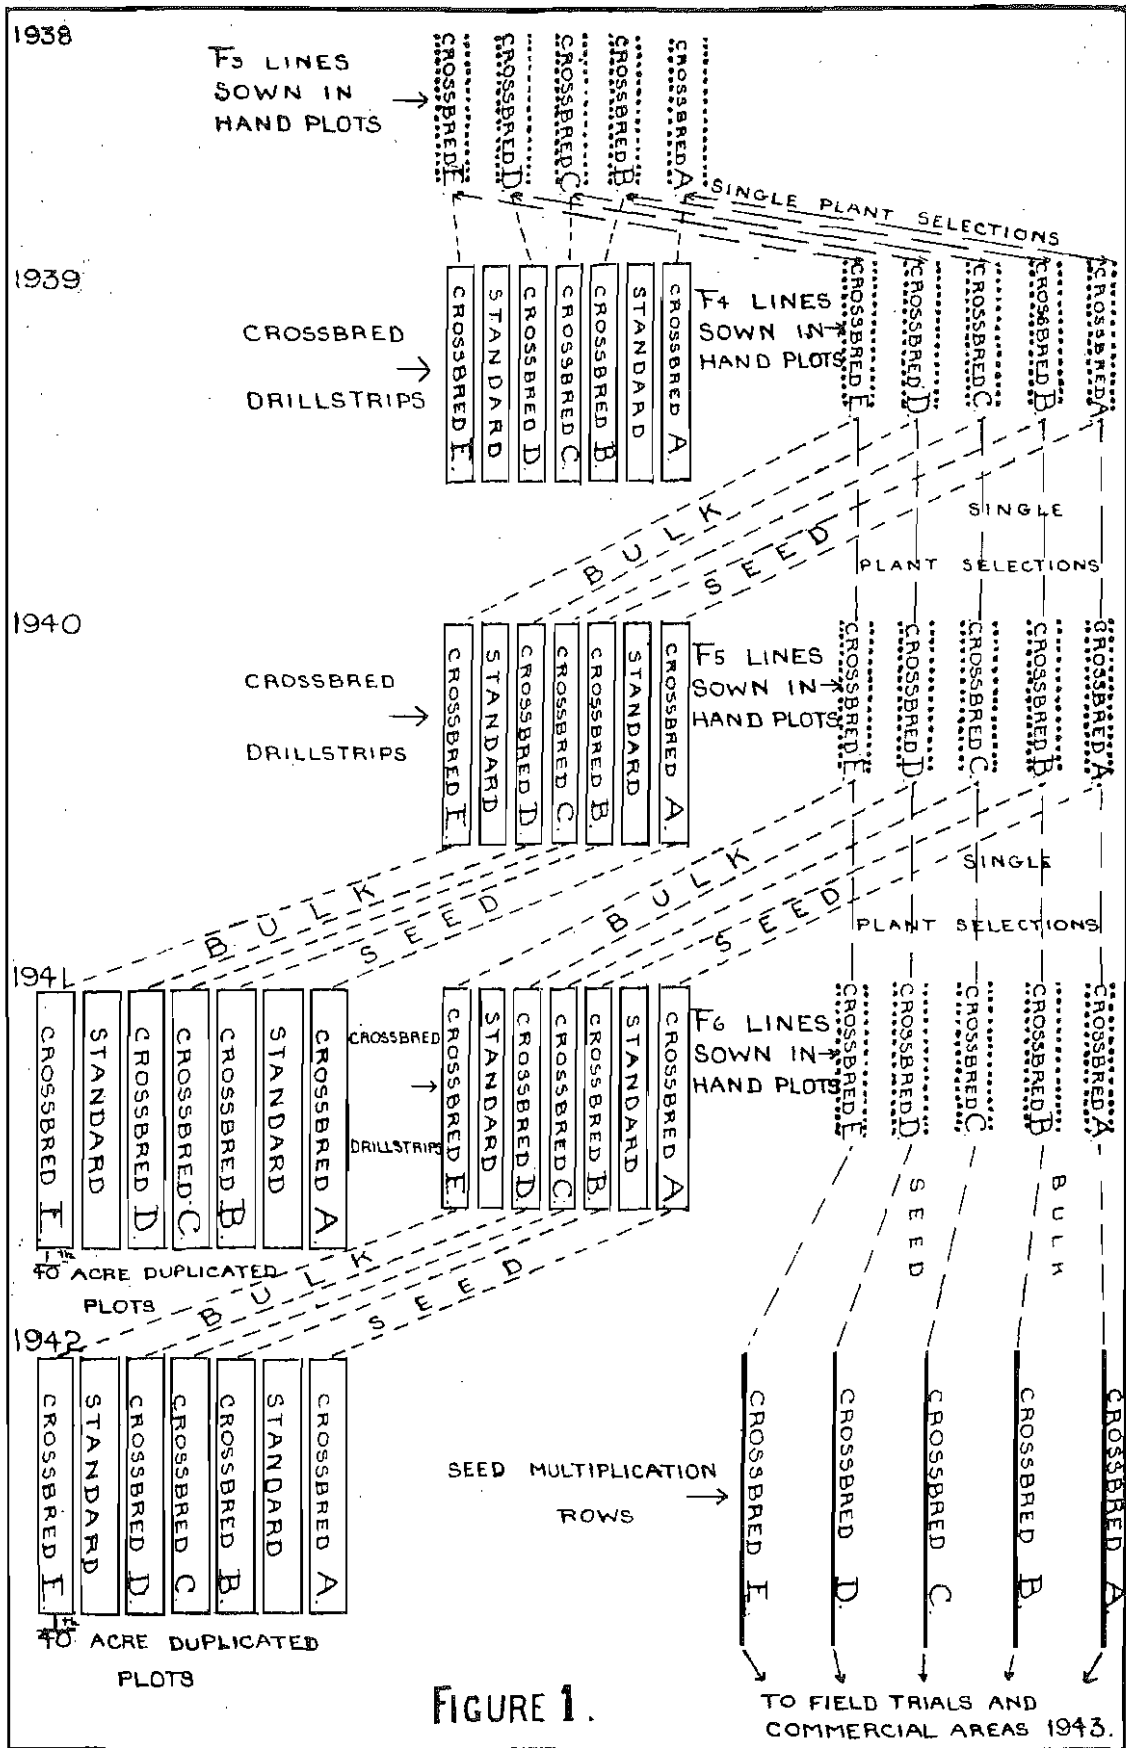 1938
F3 LINES
SOWN IN
HAND PLOTS
CROSSBRED E.
CROSSBRED D.
CROSSBRED C.
CROSSBRED B.
CROSSBRED A.
SINGLE PLANT SELECTIONS
1939
CROSSBRED
DRILLSTRIPS
CROSSBRED E.
STANDARD
CROSSBRED D.
CROSSBRED C.
CROSSBRED B.
STANDARD
CROSSBRED A.
F4 LINES
SOWN IN
HAND PLOTS
CROSSBRED E.
CROSSBRED D.
CROSSBRED C.
CROSSBRED B.
CROSSBRED A.
BULK SEED
SINGLE
PLANT SELECTIONS
1940
CROSSBRED
DRILLSTRIPS
CROSSBRED E.
STANDARD
CROSSBRED D.
CROSSBRED C.
CROSSBRED B.
STANDARD
CROSSBRED A.
F5 LINES
SOWN IN
HAND PLOTS
CROSSBRED E.
CROSSBRED D.
CROSSBRED C.
CROSSBRED B.
CROSSBRED A.
BULK SEED
BULK SEED
SINGLE
PLANT SELECTIONS
1941
CROSSBRED E.
STANDARD
CROSSBRED D.
CROSSBRED C.
CROSSBRED B.
STANDARD
CROSSBRED A.
1/40th ACRE DUPLICATED
PLOTS
CROSSBRED
DRILLSTRIPS
CROSSBRED E.
STANDARD
CROSSBRED D.
CROSSBRED C.
CROSSBRED B.
STANDARD
CROSSBRED A.
F6 LINES
SOWN IN
HAND PLOTS
CROSSBRED E.
CROSSBRED D.
CROSSBRED C.
CROSSBRED B.
CROSSBRED A.
BULK SEED
SEED
BULK
1942
CROSSBRED E.
STANDARD
CROSSBRED D.
CROSSBRED C.
CROSSBRED B.
STANDARD
CROSSBRED A.
1/40th ACRE DUPLICATED
PLOTS
SEED MULTIPLICATION
ROWS
CROSSBRED E.
CROSSBRED D.
CROSSBRED C.
CROSSBRED B.
CROSSBRED A.
TO FIELD TRIALS AND
COMMERCIAL AREAS 1943.
FIGURE 1.